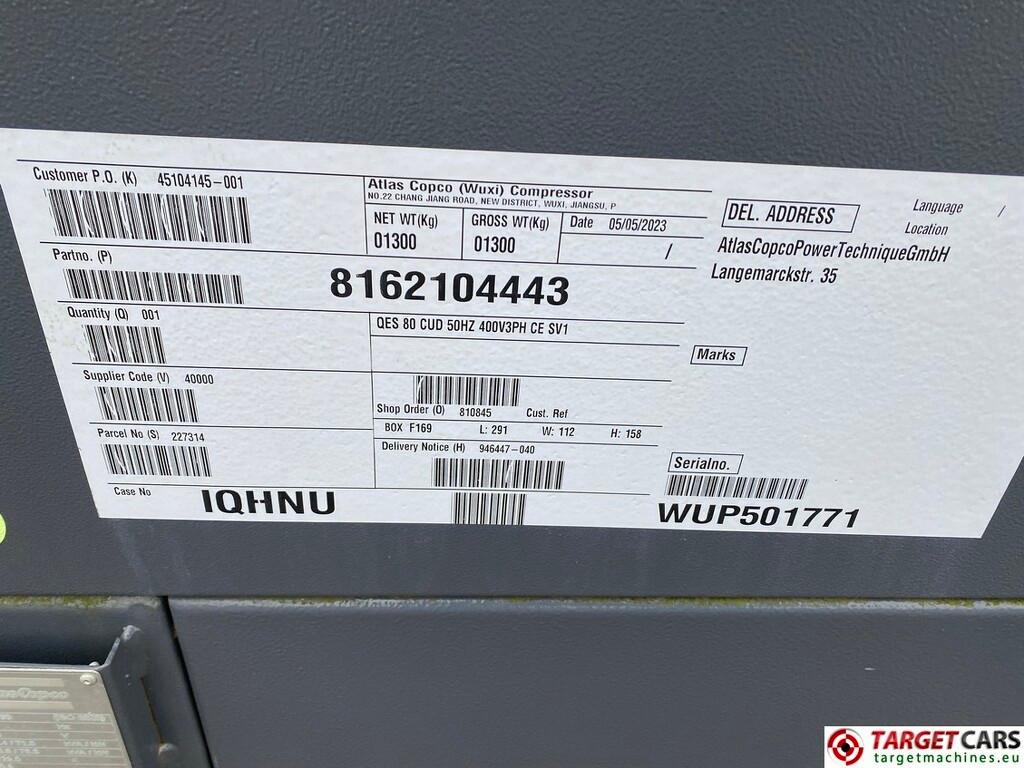 Customer P.O. (K) 45104145-001
Atlas Copco (Wuxi) Compressor
NO.22 CHANG JIANG ROAD, NEW DISTRICT, WUXI, JIANGSU, P
NET WT(Kg) GROSS WT(Kg) Date 05/05/2023
01300 01300 /
DEL. ADDRESS
Language /
Location
AtlasCopcoPowerTechniqueGmbH
Langemarckstr. 35
Partno. (P)
8162104443
Quantity (Q) 001
QES 80 CUD 50HZ 400V3PH CE SV1
Marks
Supplier Code (V) 40000
Shop Order (O) 810845 Cust. Ref
BOX F169 L: 291 W: 112 H: 158
Parcel No (S) 227314
Delivery Notice (H) 946447-040
Serialno.
Case No IQHNU
WUP501771
TARGETCARS
targetmachines.eu